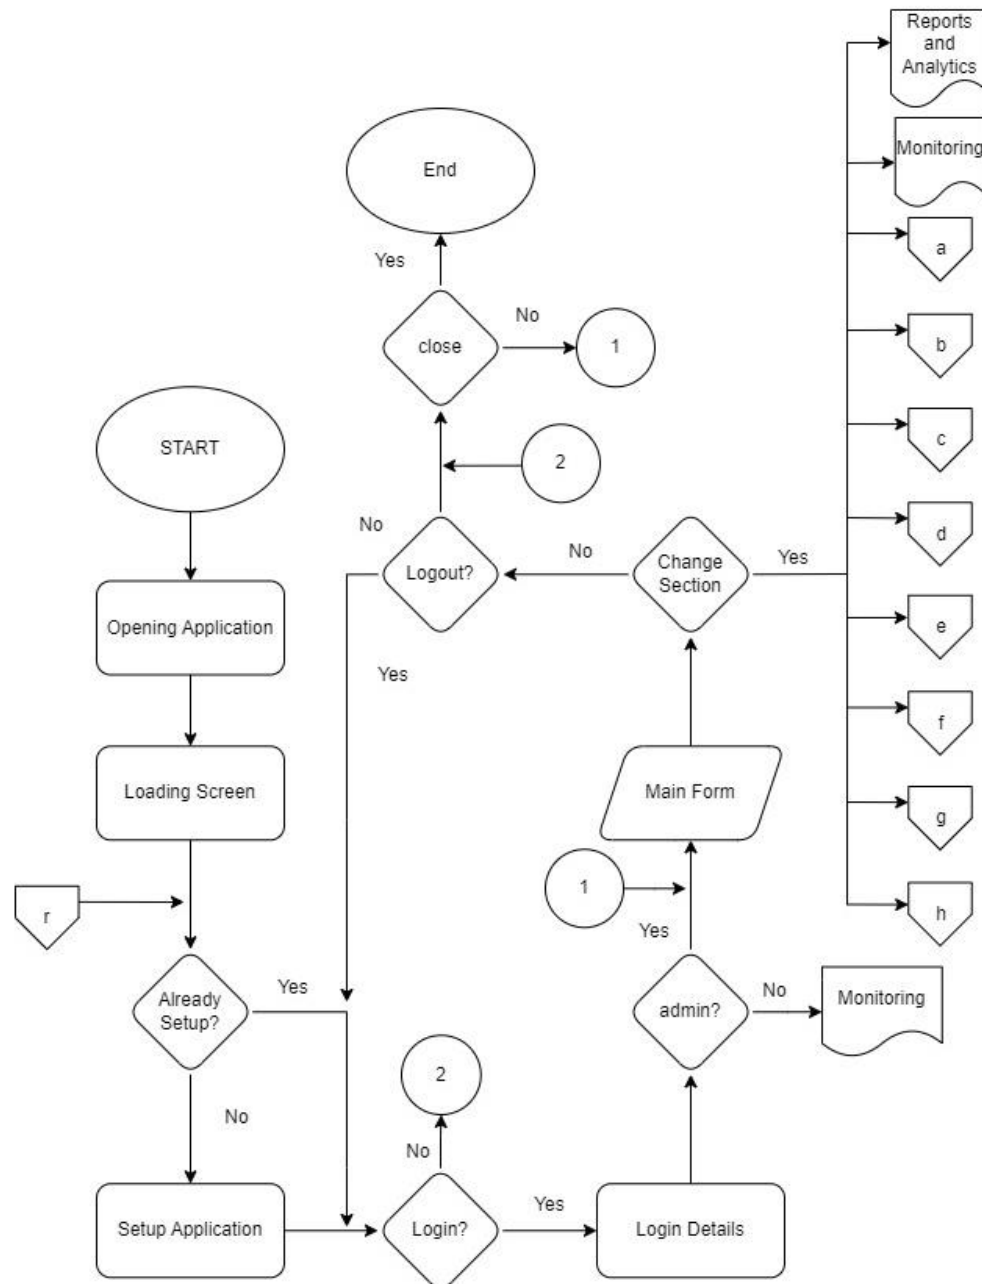 Reports
and
Analytics
Monitoring
End
Yes
a
close
No
1
b
START
2
c
No
Logout?
No
Change
Section
Yes
d
Opening Application
e
Yes
f
Loading Screen
Main Form
g
r
1
Yes
h
Already
Setup?
Yes
admin?
No
Monitoring
2
No
No
Setup Application
Login?
Yes
Login Details